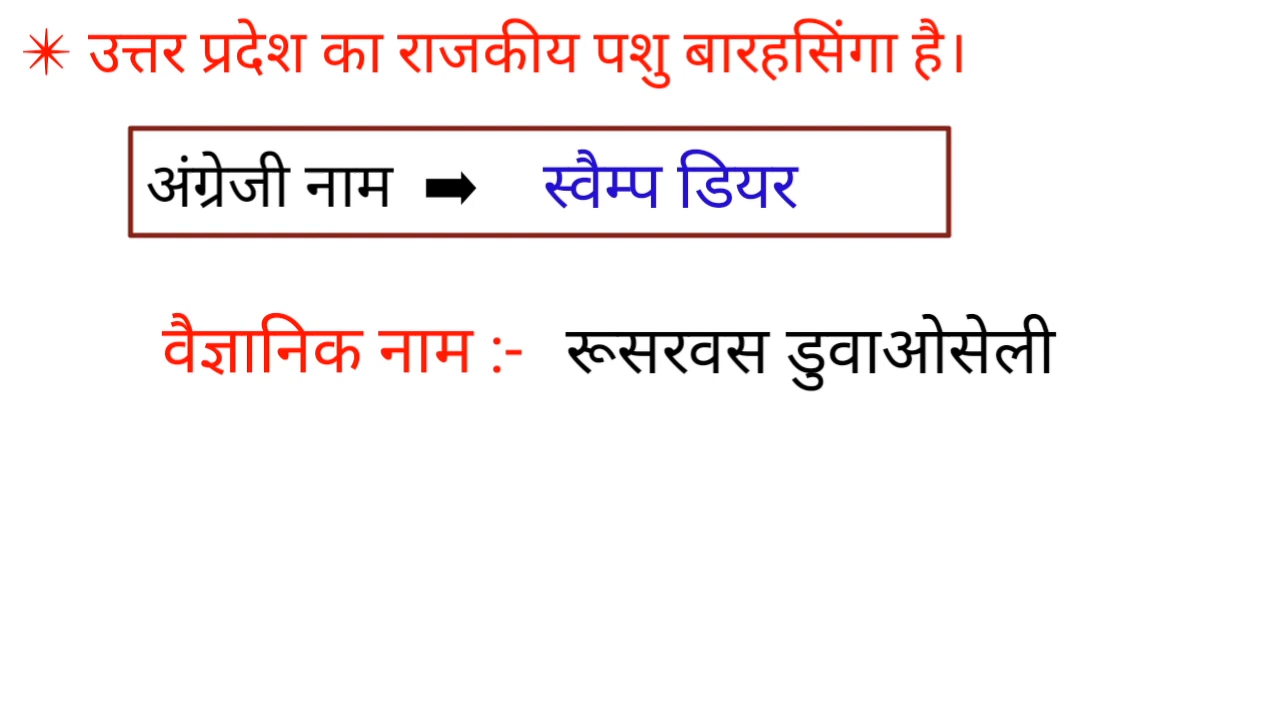 ✴ उत्तर प्रदेश का राजकीय पशु बारहसिंगा है।
अंग्रेजी नाम ➡ स्वैम्प डियर
वैज्ञानिक नाम :- रूसरवस डुवाओसेली